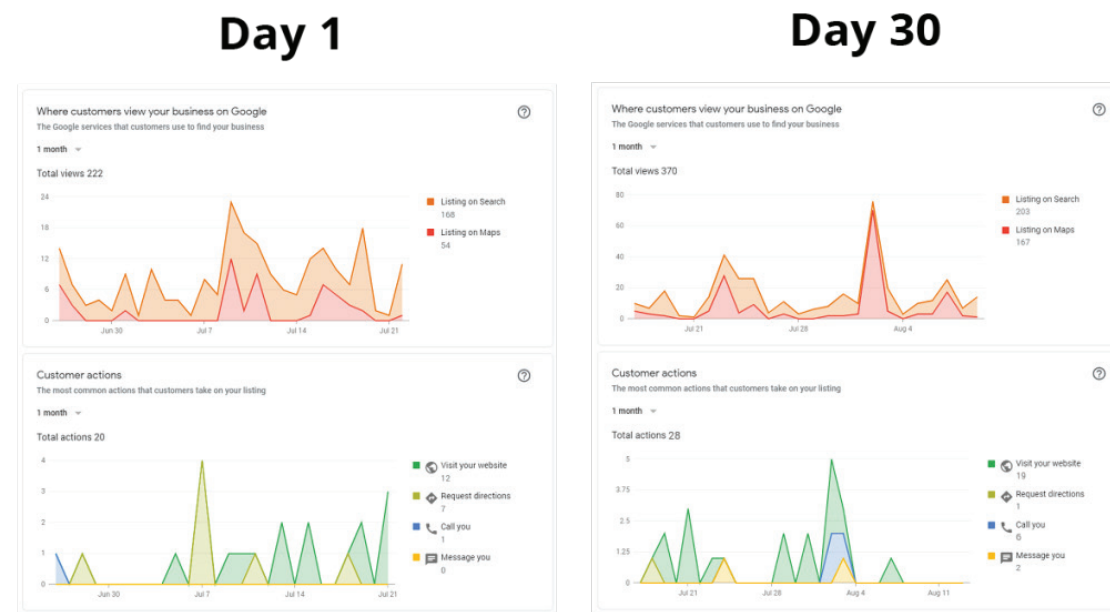 Day 1
Where customers view your business on Google
The Google services that customers use to find your business
1 month
Total views 222
24
18
12
6
0
Jun 30
Jul 7
Jul 14
Jul 21
Listing on Search
168
Listing on Maps
54
Customer actions
The most common actions that customers take on your listing
1 month
Total actions 20
4
3
2
1
0
Jun 30
Jul 7
Jul 14
Jul 21
Visit your website
12
Request directions
7
Call you
1
Message you
0
Day 30
Where customers view your business on Google
The Google services that customers use to find your business
1 month
Total views 370
80
60
40
20
0
Jul 21
Jul 28
Aug 4
Listing on Search
203
Listing on Maps
167
Customer actions
The most common actions that customers take on your listing
1 month
Total actions 28
5
3.75
2.5
1.25
0
Jul 21
Jul 28
Aug 4
Aug 11
Visit your website
19
Request directions
1
Call you
6
Message you
2